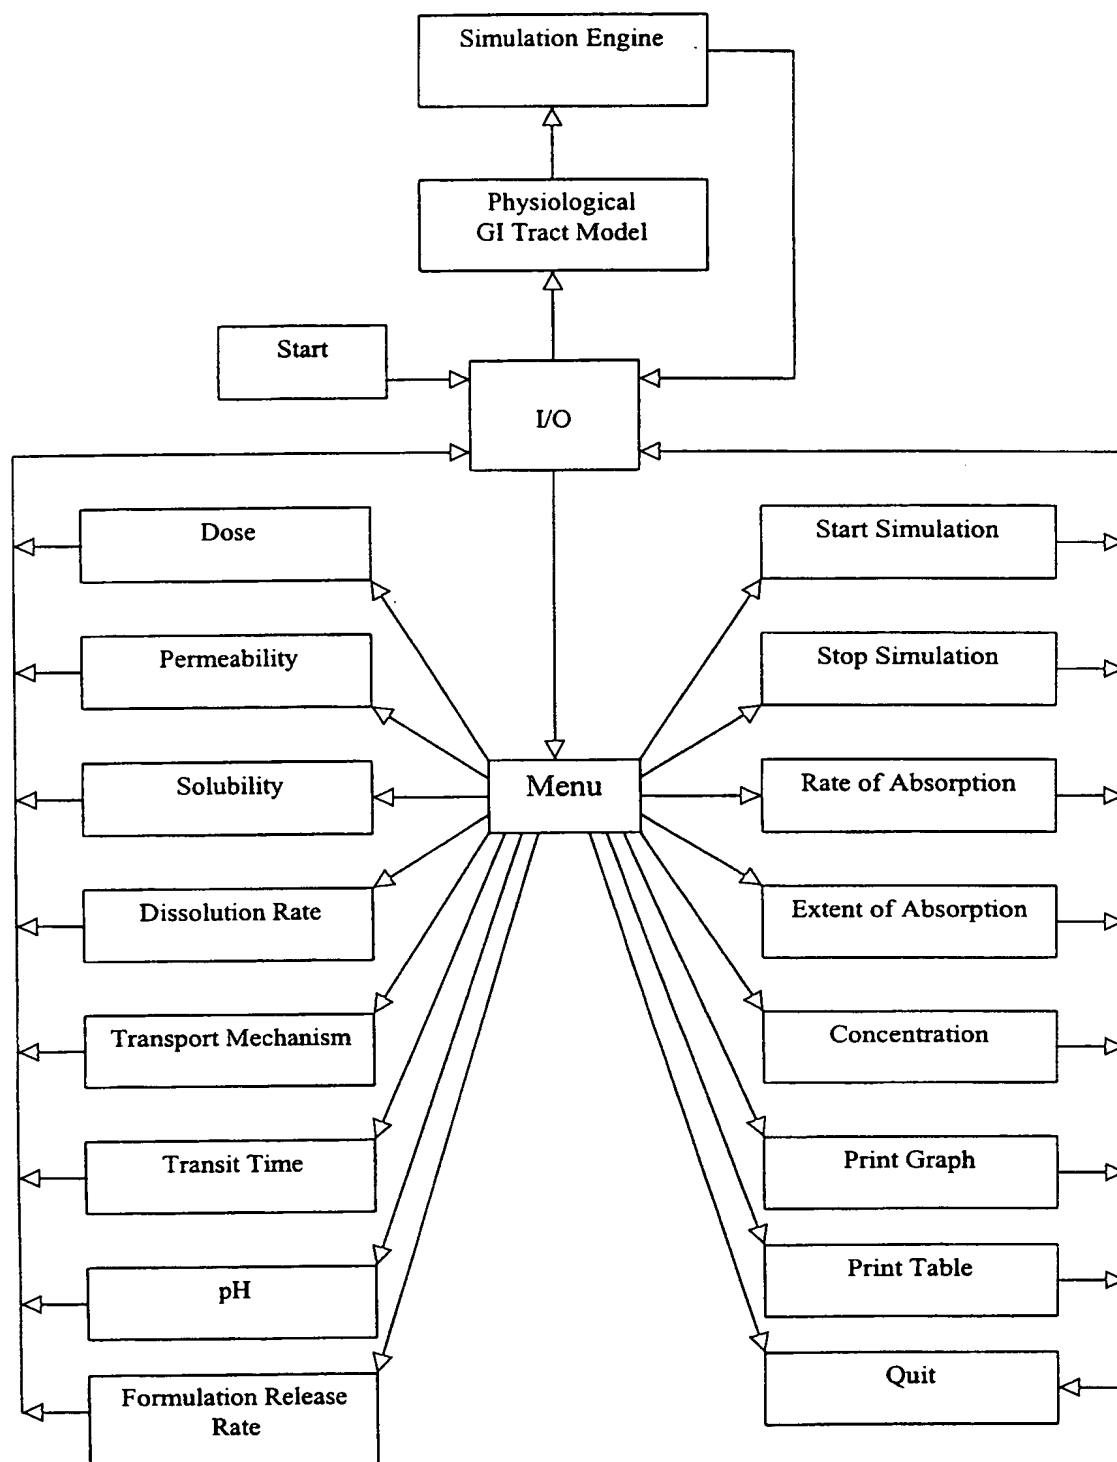 Simulation Engine
Physiological
GI Tract Model
Start
I/O
Dose
Start Simulation
Permeability
Stop Simulation
Solubility
Menu
Rate of Absorption
Dissolution Rate
Extent of Absorption
Transport Mechanism
Concentration
Transit Time
Print Graph
pH
Print Table
Formulation Release
Rate
Quit